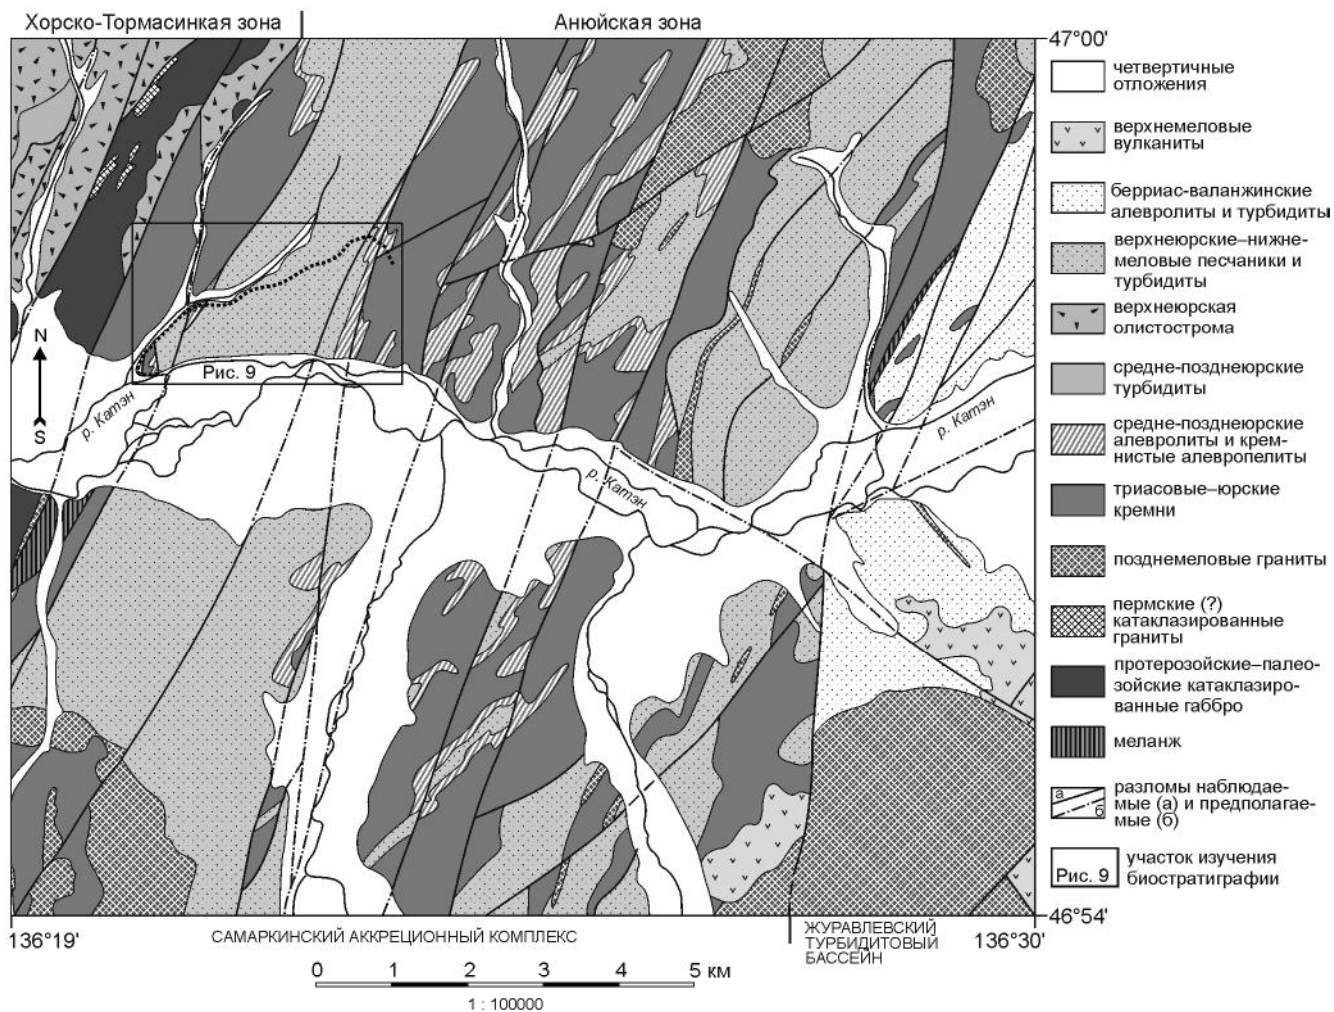 Хорско-Тормасинкая зона
Анюйская зона
47°00'
четвертичные
отложения
верхнемеловые
вулканиты
берриас-валанжинские
алевролиты и турбидиты
верхнеюрские–нижне-
меловые песчаники и
турбидиты
верхнеюрская
олистострома
средне-позднеюрские
турбидиты
средне-позднеюрские
алевролиты и крем-
нистые алевропелиты
триасовые–юрские
кремни
позднемеловые граниты
пермские (?)
катаклазированные
граниты
протерозойские–палео-
зойские катаклазиро-
ванные габбро
меланж
а
б
разломы наблюдае-
мые (а) и предполагае-
мые (б)
Рис. 9
участок изучения
биостратиграфии
N
S
Рис. 9
р. Катэн
р. Катэн
р. Катэн
46°54'
136°19'
САМАРКИНСКИЙ АККРЕЦИОННЫЙ КОМПЛЕКС
ЖУРАВЛЕВСКИЙ
ТУРБИДИТОВЫЙ
БАССЕЙН
136°30'
0 1 2 3 4 5 км
1 : 100000